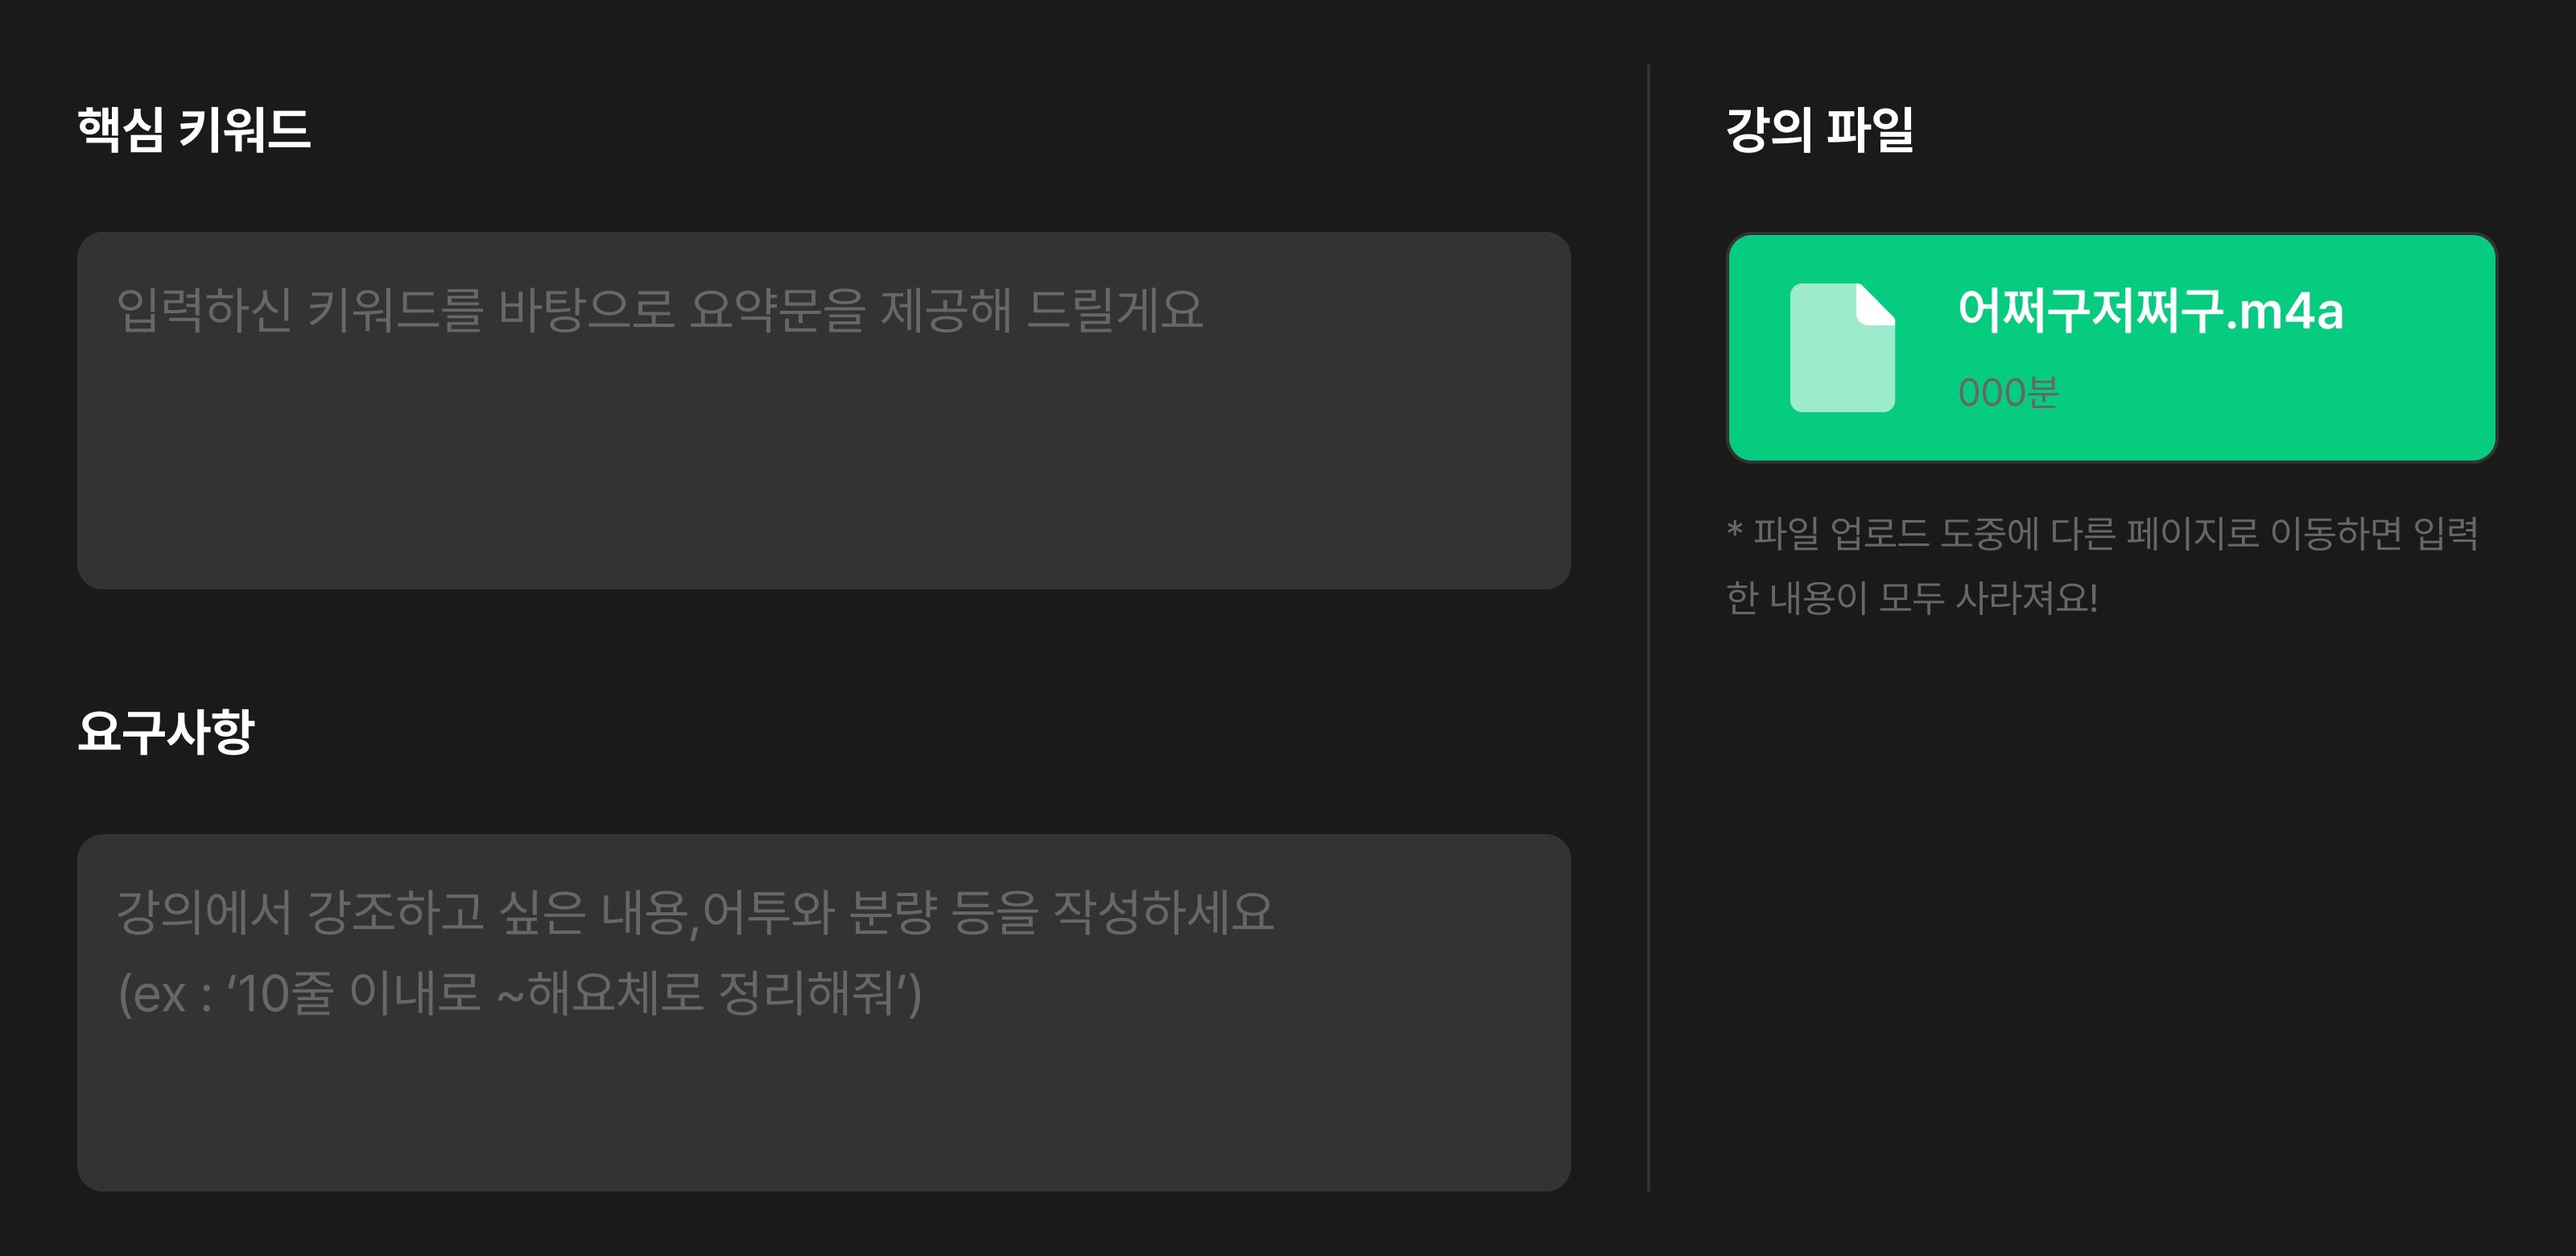 핵심 키워드
입력하신 키워드를 바탕으로 요약문을 제공해 드릴게요
요구사항
강의에서 강조하고 싶은 내용,어투와 분량 등을 작성하세요
(ex : ‘10줄 이내로 ~해요체로 정리해줘’)
강의 파일
어쩌구저쩌구.m4a
000분
* 파일 업로드 도중에 다른 페이지로 이동하면 입력
한 내용이 모두 사라져요!